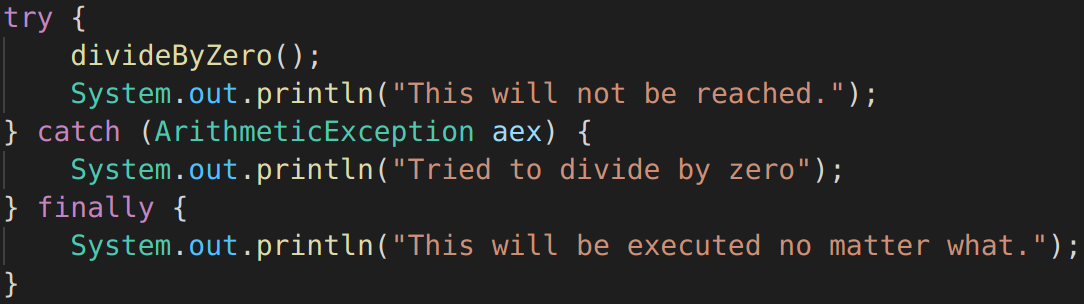 try {
    divideByZero();
    System.out.println("This will not be reached.");
} catch (ArithmeticException aex) {
    System.out.println("Tried to divide by zero");
} finally {
    System.out.println("This will be executed no matter what.");
}